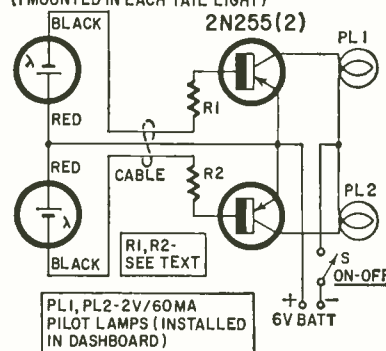 (1 MOUNTED IN EACH TAIL LIGHT)
BLACK
2N255(2)
PL1
λ
R1
RED
RED
CABLE
R2
PL2
λ
R1, R2-
SEE TEXT
BLACK
S
ON-OFF
PL1, PL2-2V/60MA
PILOT LAMPS (INSTALLED
IN DASHBOARD)
+ -
6V BATT